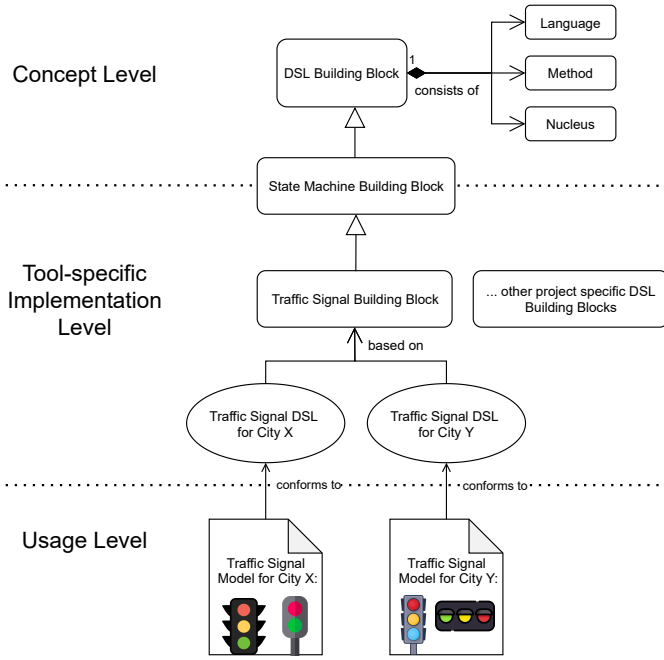 Concept Level
DSL Building Block
1
consists of
Language
Method
Nucleus
State Machine Building Block
Tool-specific
Implementation
Level
Traffic Signal Building Block
... other project specific DSL
Building Blocks
based on
Traffic Signal DSL
for City X
Traffic Signal DSL
for City Y
conforms to
conforms to
Usage Level
Traffic Signal
Model for City X:
Traffic Signal
Model for City Y: